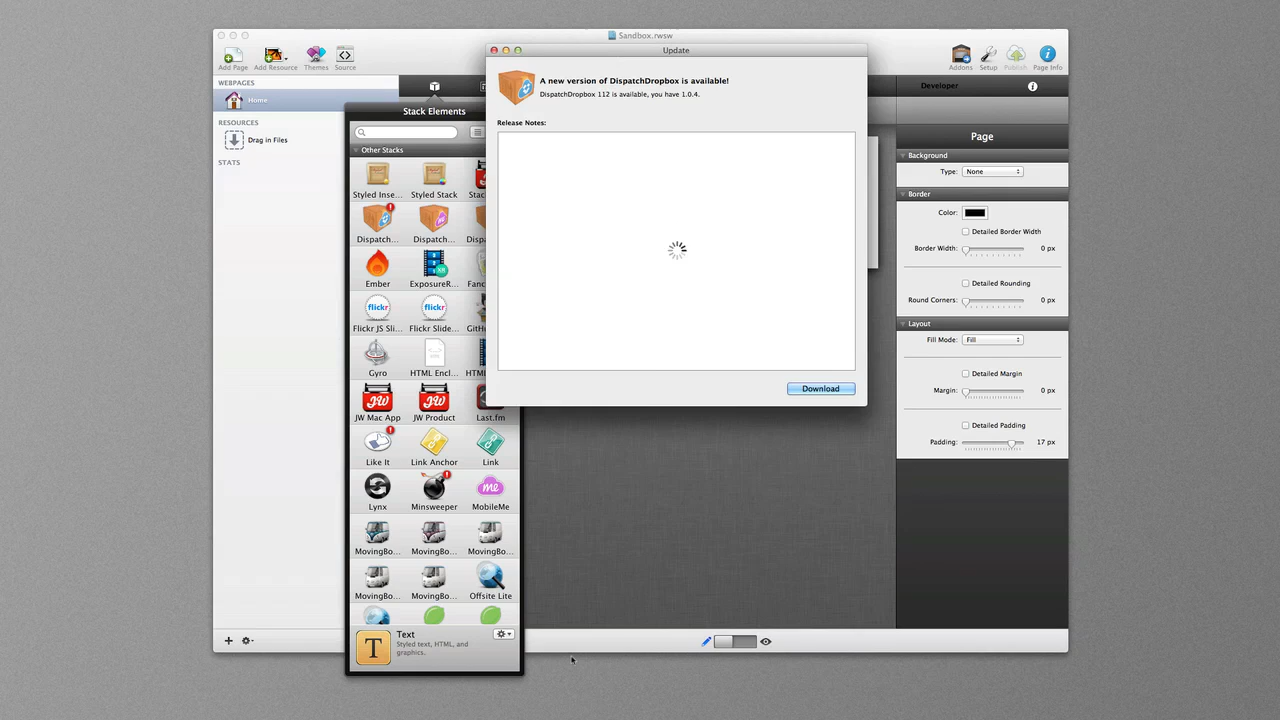 Sandbox.rwsw
Add Page
Add Resource
Themes
Source
Addons
Setup
Publish
Page Info
WEBPAGES
Home
RESOURCES
Drag in Files
STATS
Stack Elements
Other Stacks
Styled Inse...
Styled Stack
Stac
Dispatch...
Dispatch...
Dispa
Ember
ExposureR...
Fanc
Flickr JS Sli...
Flickr Slide...
GitH
Gyro
HTML Encl...
HTM
JW Mac App
JW Product
Last.fm
Like It
Link Anchor
Link
Lynx
Minsweeper
MobileMe
MovingBo...
MovingBo...
MovingBo...
MovingBo...
MovingBo...
Offsite Lite
Text
Styled text, HTML, and
graphics.
Update
A new version of DispatchDropbox is available!
DispatchDropbox 112 is available, you have 1.0.4.
Release Notes:
Download
Developer
Page
Background
Type: None
Border
Color:
Detailed Border Width
Border Width: 0 px
Detailed Rounding
Round Corners: 0 px
Layout
Fill Mode: Fill
Detailed Margin
Margin: 0 px
Detailed Padding
Padding: 17 px